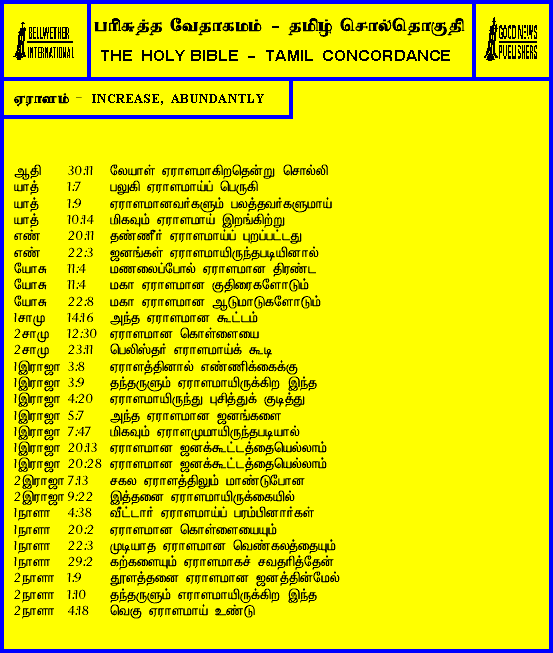 BELLWETHER
INTERNATIONAL
பரிசுத்த வேதாகமம் - தமிழ் சொல்தொகுதி
THE HOLY BIBLE - TAMIL CONCORDANCE
GOOD NEWS
PUBLISHERS
ஏராளம் - INCREASE, ABUNDANTLY
ஆதி 30:11 லேயாள் ஏராளமாகிறதென்று சொல்லி
யாத் 1:7 பலுகி ஏராளமாய்ப் பெருகி
யாத் 1:9 ஏராளமானவர்களும் பலத்தவர்களுமாய்
யாத் 10:14 மிகவும் ஏராளமாய் இறங்கிற்று
எண் 20:11 தண்ணீர் ஏராளமாய்ப் புறப்பட்டது
எண் 22:3 ஜனங்கள் ஏராளமாயிருந்தபடியினால்
யோசு 11:4 மணலைப்போல் ஏராளமான திரண்ட
யோசு 11:4 மகா ஏராளமான குதிரைகளோடும்
யோசு 22:8 மகா ஏராளமான ஆடுமாடுகளோடும்
1சாமு 14:16 அந்த ஏராளமான கூட்டம்
2சாமு 12:30 ஏராளமான கொள்ளையை
2சாமு 23:11 பெலிஸ்தர் எராளமாய்க் கூடி
1இராஜா 3:8 ஏராளத்தினால் எண்ணிக்கைக்கு
1இராஜா 3:9 தந்தருளும் ஏராளமாயிருக்கிற இந்த
1இராஜா 4:20 ஏராளமாயிருந்து புசித்துக் குடித்து
1இராஜா 5:7 அந்த ஏராளமான ஜனங்களை
1இராஜா 7:47 மிகவும் ஏராளமுமாயிருந்தபடியால்
1இராஜா 20:13 ஏராளமான ஜனக்கூட்டத்தையெல்லாம்
1இராஜா 20:28 ஏராளமான ஜனக்கூட்டத்தையெல்லாம்
2இராஜா 7:13 சகல ஏராளத்திலும் மாண்டுபோன
2இராஜா 9:22 இத்தனை ஏராளமாயிருக்கையில்
1நாளா 4:38 வீட்டார் ஏராளமாய்ப் பரம்பினார்கள்
1நாளா 20:2 ஏராளமான கொள்ளையையும்
1நாளா 22:3 முடியாத ஏராளமான வெண்கலத்தையும்
1நாளா 29:2 கற்களையும் ஏராளமாகச் சவதரித்தேன்
2நாளா 1:9 தூளத்தனை ஏராளமான ஜனத்தின்மேல்
2நாளா 1:10 தந்தருளும் எராளமாயிருக்கிற இந்த
2நாளா 4:18 வெகு ஏராளமாய் உண்டு